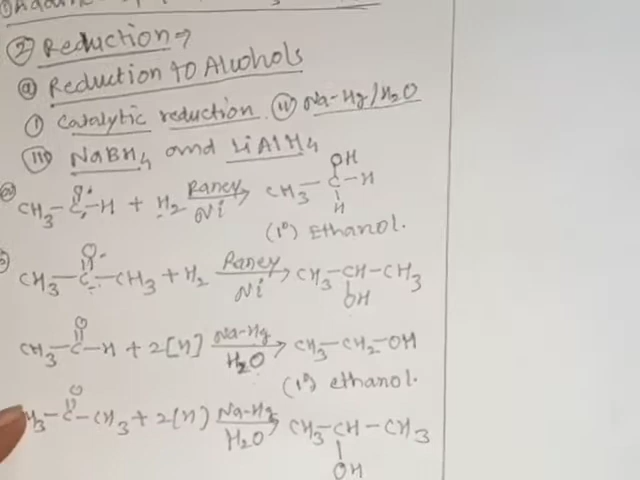 ② Reduction →
ⓐ Reduction to Alcohols
ⓘ Catalytic reduction. ⓘⓘ Na-Hg/H2O
ⓘⓘⓘ NaBH4 and LiAlH4
OH
O
CH3-C-H + H2 Raney Ni → CH3-C-H
H
(1°) Ethanol.
O
CH3-C-CH3 + H2 Raney Ni → CH3-CH-CH3
OH
O
CH3-C-H + 2[H] Na-Hg H2O → CH3-CH2-OH
(1°) ethanol.
O
H3-C-CH3 + 2(H) Na-Hg H2O → CH3-CH-CH3
OH